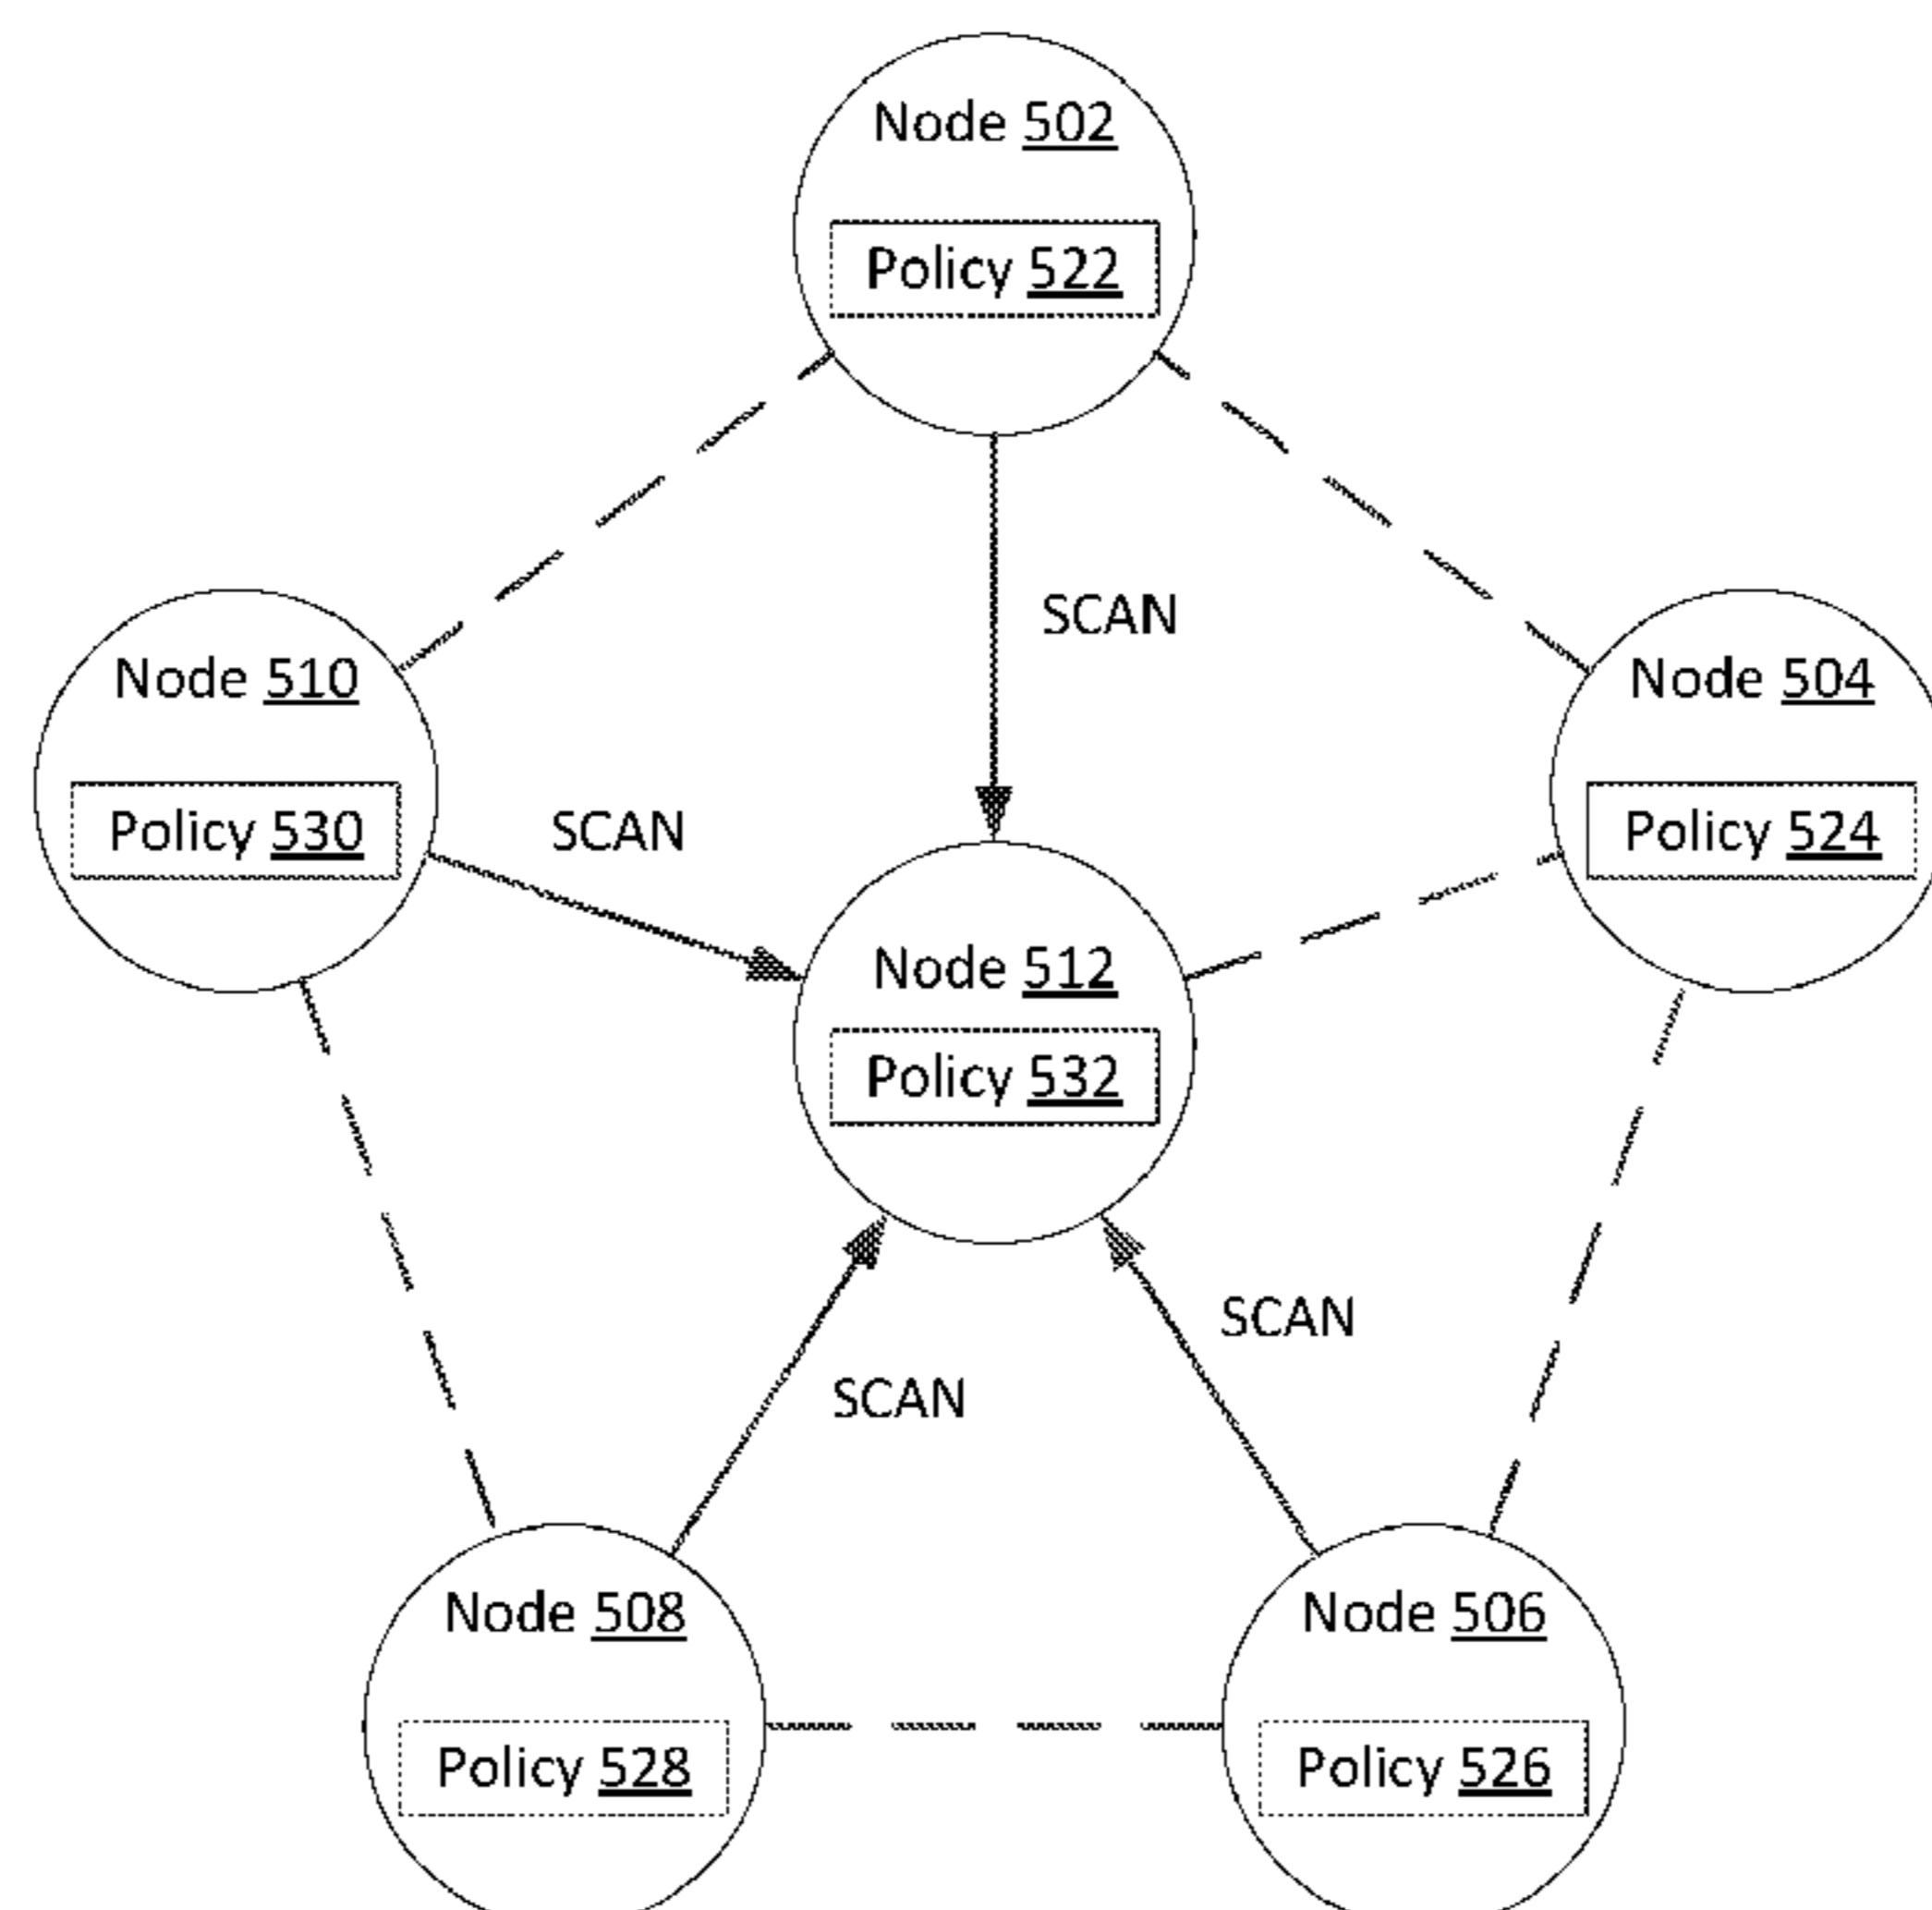 Node 502
Policy 522
SCAN
Node 510
Policy 530
SCAN
Node 504
Policy 524
Node 512
Policy 532
SCAN
SCAN
Node 508
Policy 528
Node 506
Policy 526